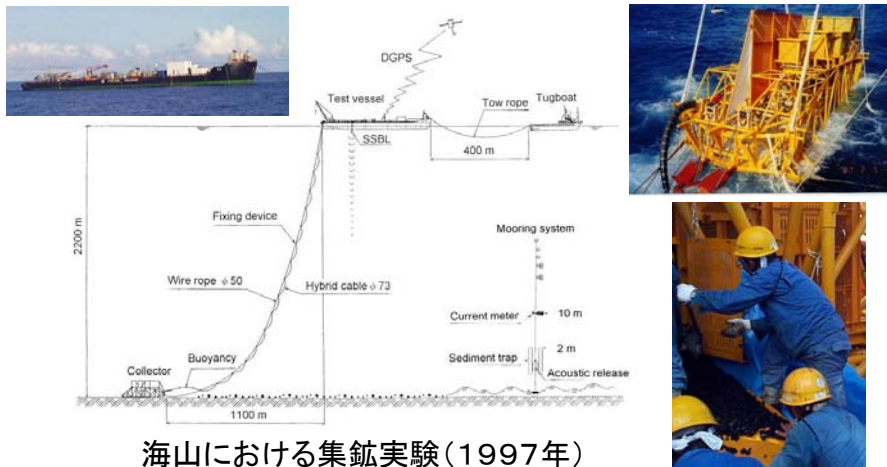 DGPS
Test vessel
Tow rope
Tugboat
SSBL
400 m
2200 m
Fixing device
Mooring system
Wire rope φ50
Hybrid cable φ73
Current meter
10 m
Buoyancy
Collector
Sediment trap
2 m
Acoustic release
1100 m
海山における集鉱実験（１９９７年）